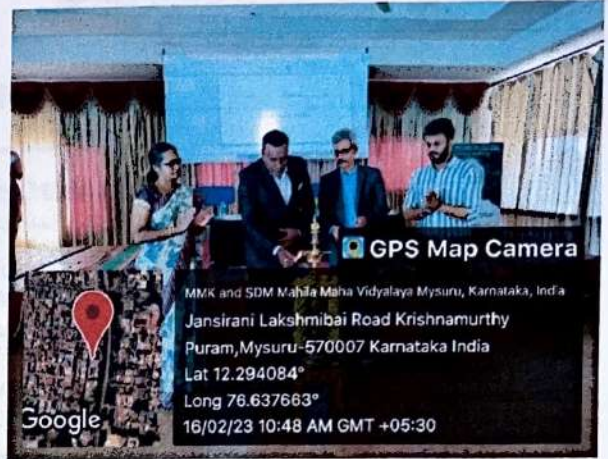 GPS Map Camera
MMK and SDM Mahila Maha Vidyalaya Mysuru, Karnataka, India
Jansirani Lakshmibai Road Krishnamurthy
Puram,Mysuru-570007 Karnataka India
Lat 12.294084°
Long 76.637663°
16/02/23 10:48 AM GMT +05:30
Google